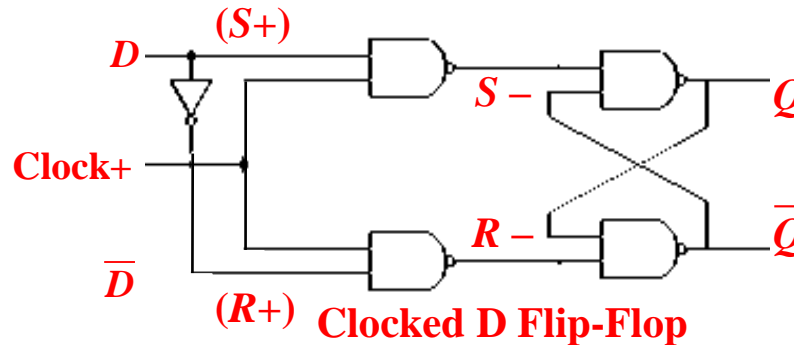 (S+)
D
S –
Q
Clock+
R –
Q̅
D̅
(R+)
Clocked D Flip-Flop